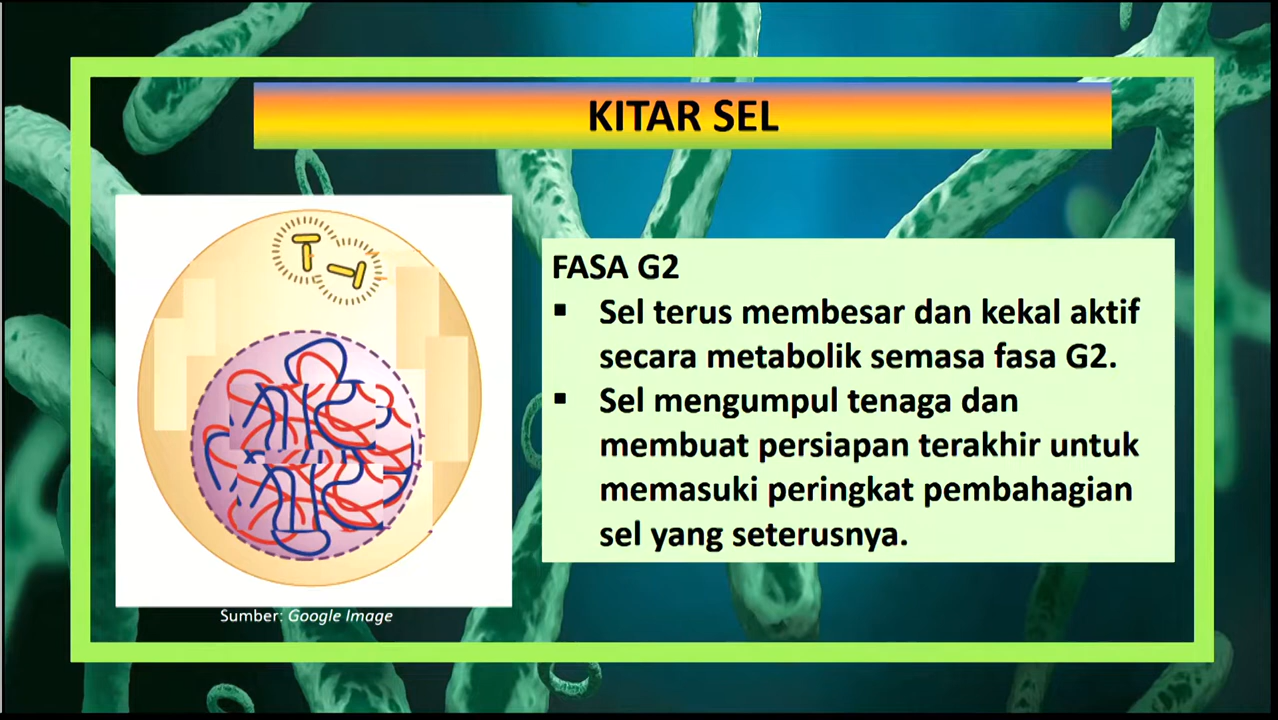 KITAR SEL
FASA G2
▪ Sel terus membesar dan kekal aktif
secara metabolik semasa fasa G2.
▪ Sel mengumpul tenaga dan
membuat persiapan terakhir untuk
memasuki peringkat pembahagian
sel yang seterusnya.
Sumber: Google Image